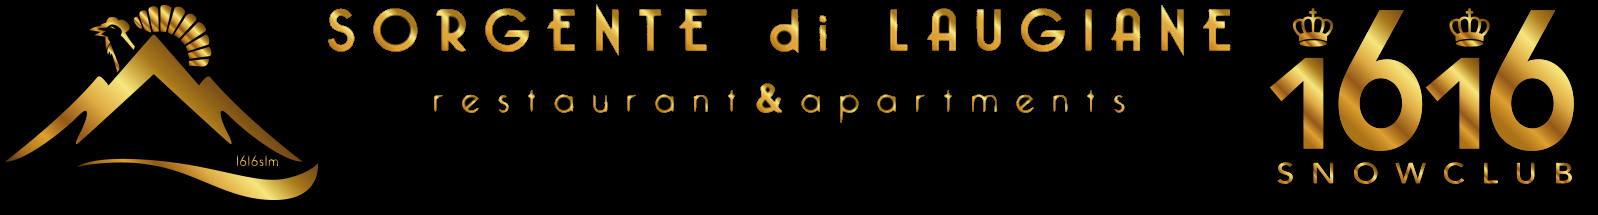 SORGENTE di LAUGIANE
restaurant&apartments
1616slm
1616
SNOWCLUB